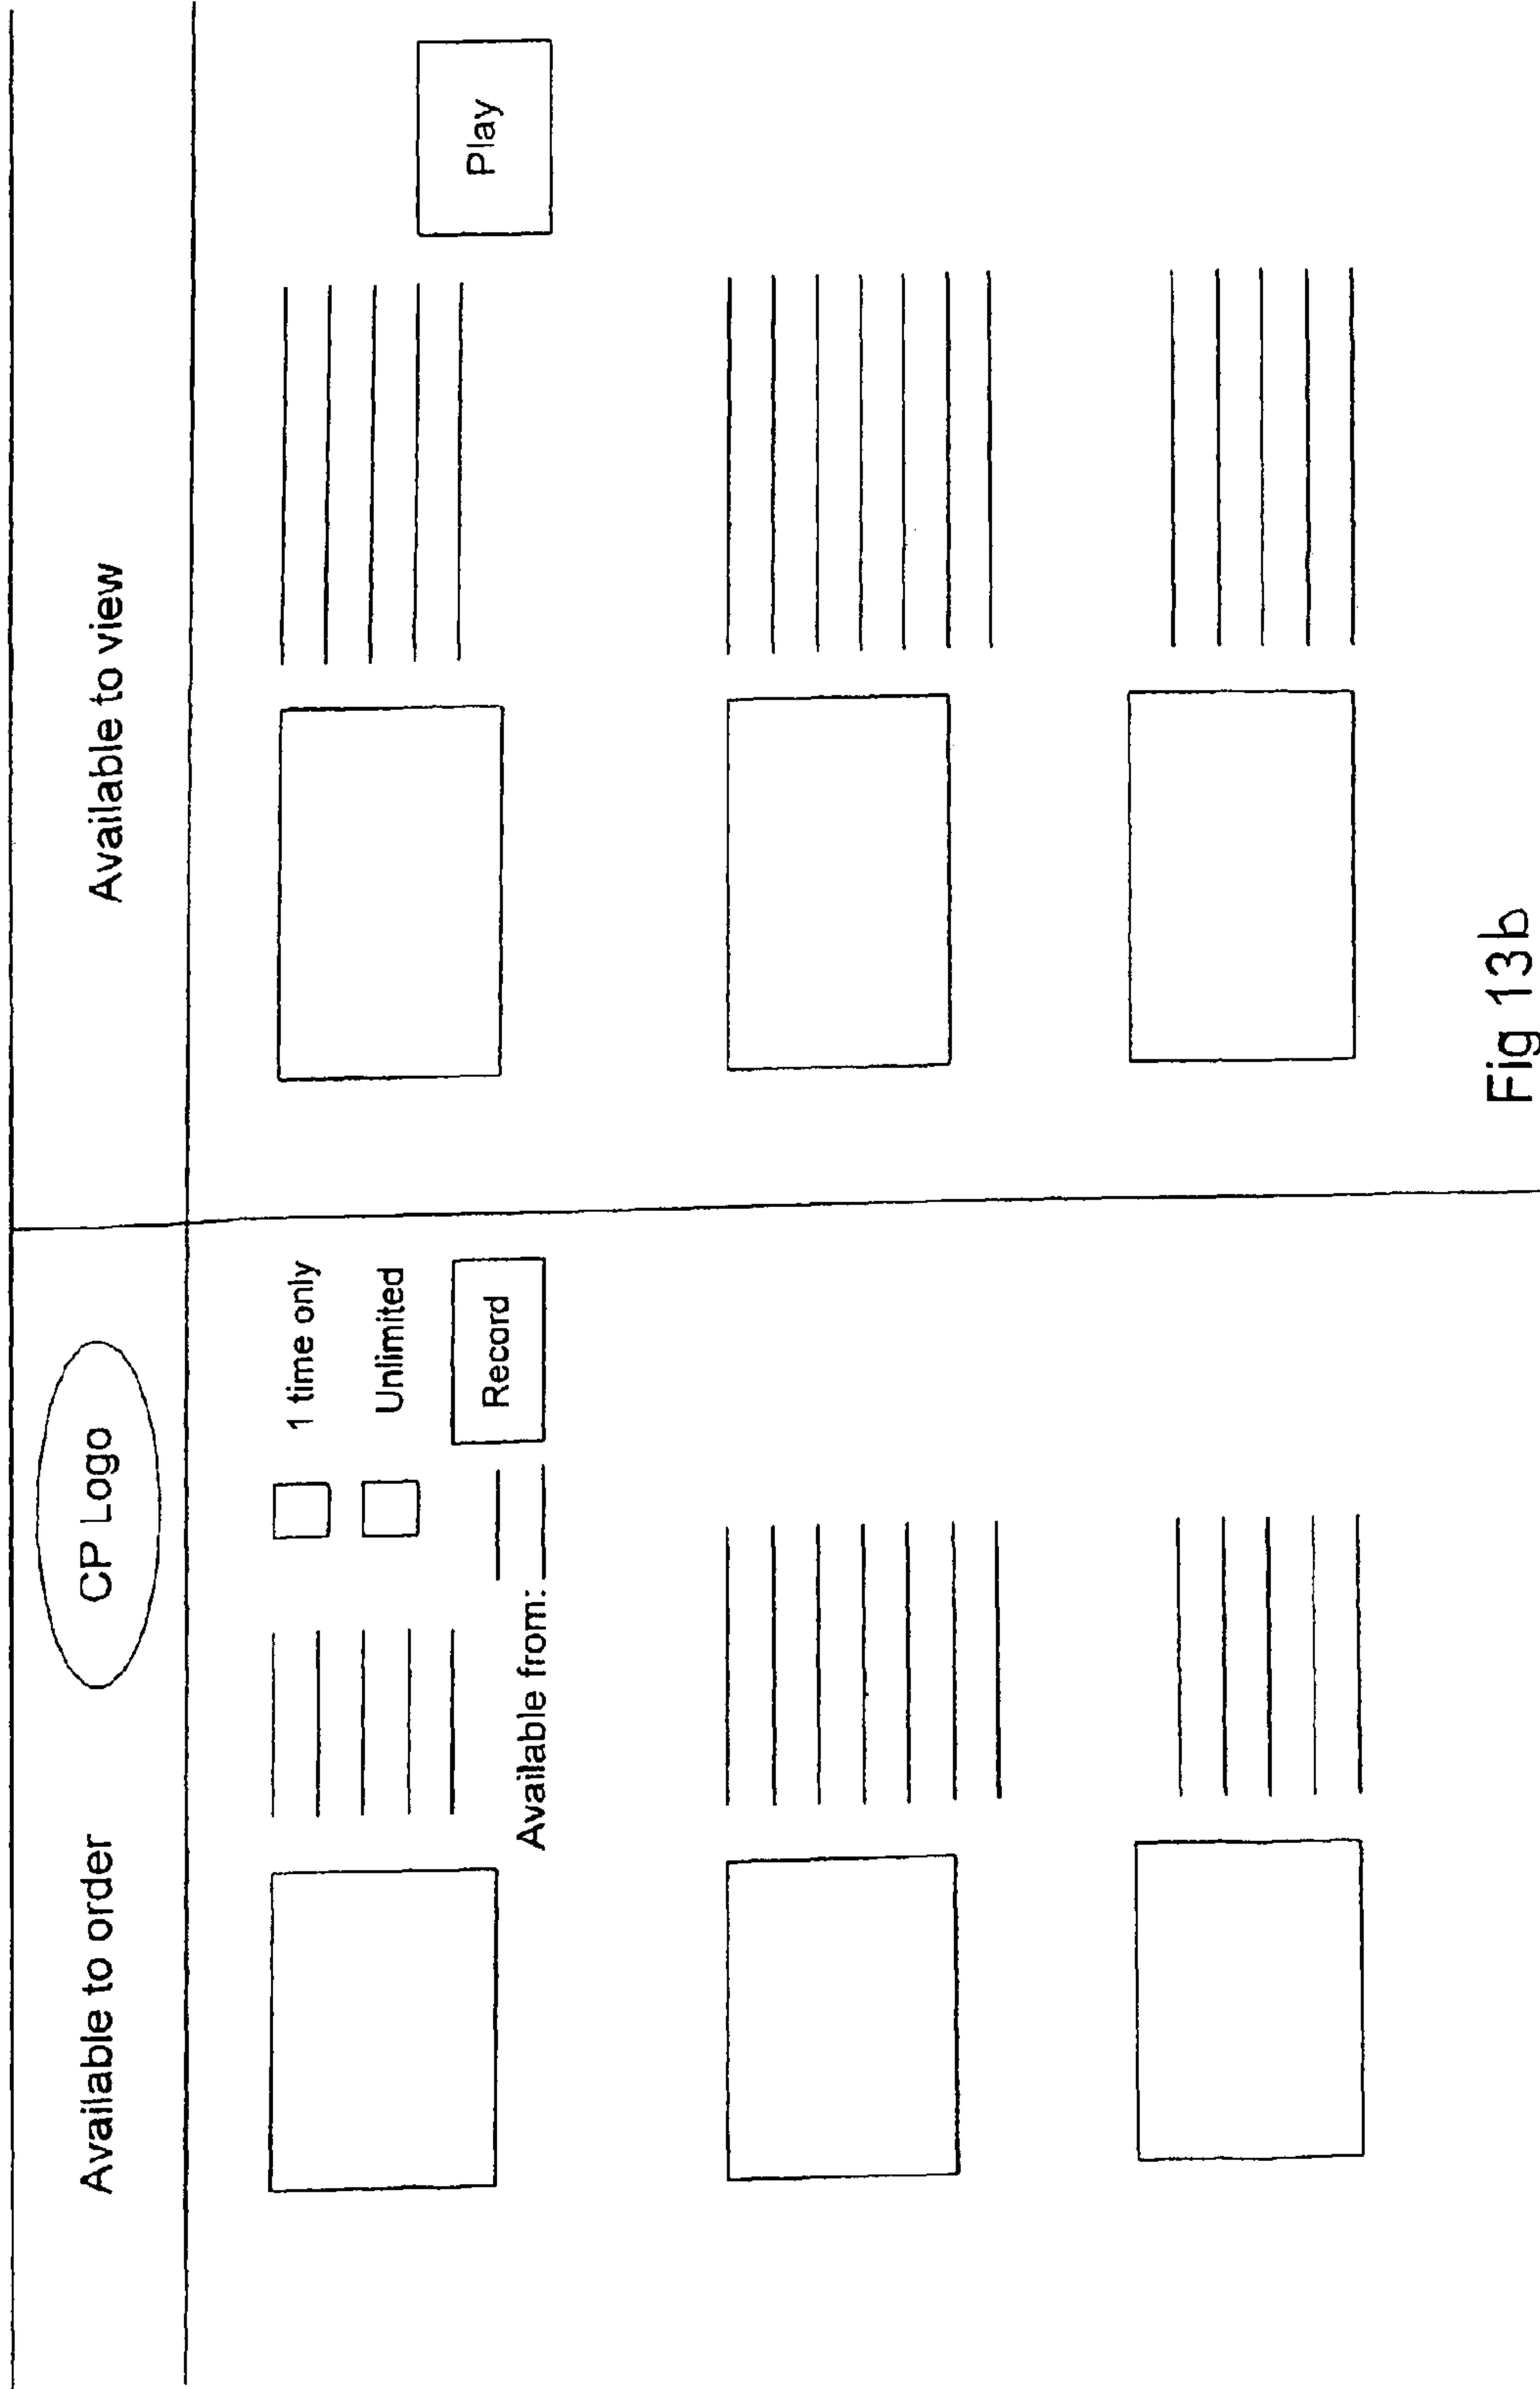 Available to order
CP Logo
Available to view
1 time only
Unlimited
Available from:
Record
Play
Fig 13b